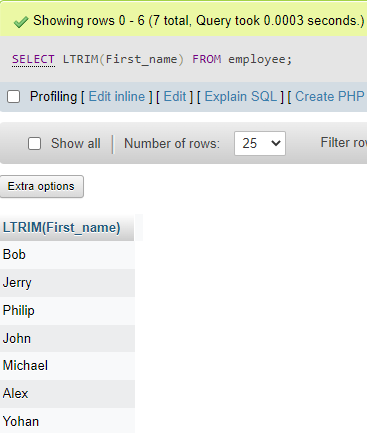 Showing rows 0 - 6 (7 total, Query took 0.0003 seconds.)
SELECT LTRIM(First_name) FROM employee;
Profiling [ Edit inline ] [ Edit ] [ Explain SQL ] [ Create PHP
Show all Number of rows: 25 Filter ro
Extra options
LTRIM(First_name)
Bob
Jerry
Philip
John
Michael
Alex
Yohan